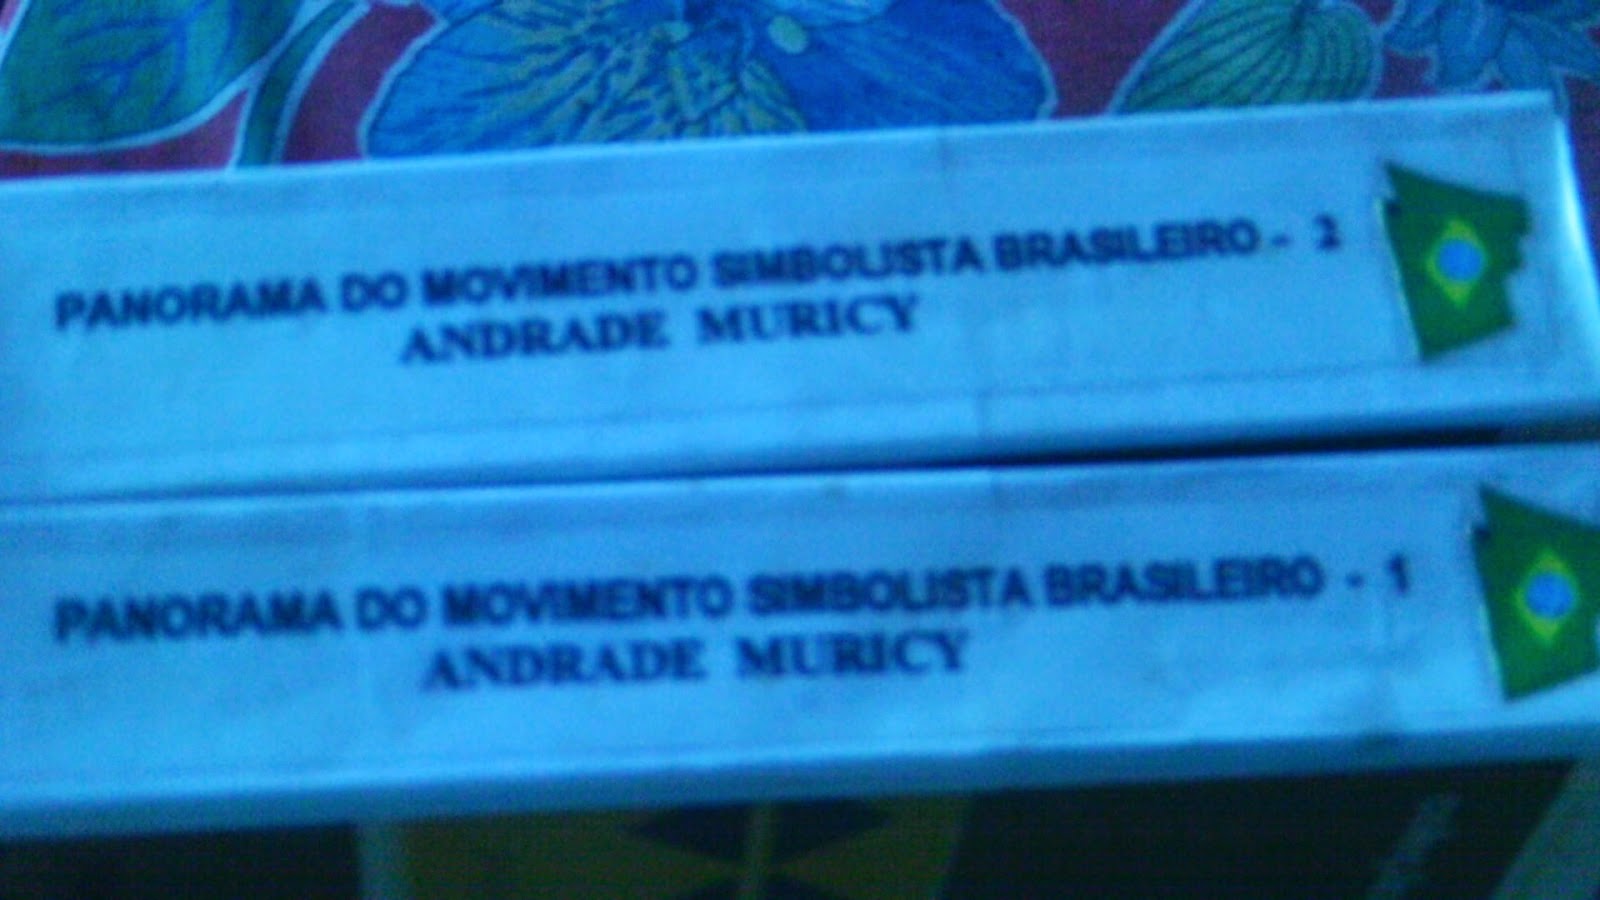 PANORAMA DO MOVIMENTO SIMBOLISTA BRASILEIRO - 2
ANDRADE MURICY
PANORAMA DO MOVIMENTO SIMBOLISTA BRASILEIRO - 1
ANDRADE MURICY